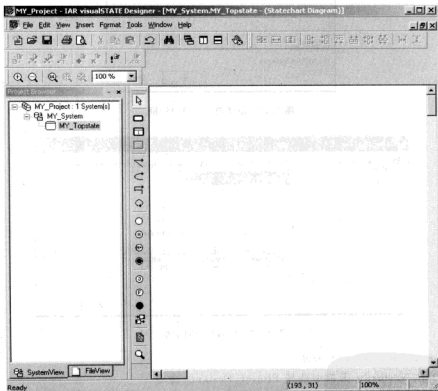 MY_Project - IAR visualSTATE Designer - [MY_System.MY_Topstate - (Statechart Diagram)]
File Edit View Insert Format Tools Window Help
100 %
Project Browser
MY_Project : 1 System(s)
MY_System
MY_Topstate
SystemView FileView
Ready (193 , 31) 100%